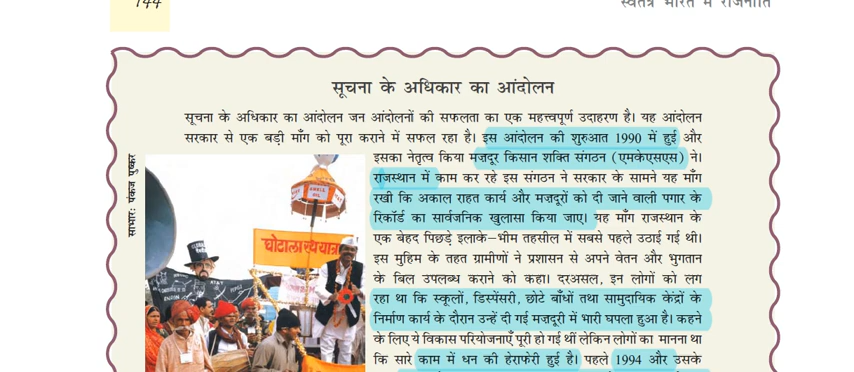 144
स्वतंत्र भारत में राजनीति
सूचना के अधिकार का आंदोलन
सूचना के अधिकार का आंदोलन जन आंदोलनों की सफलता का एक महत्त्वपूर्ण उदाहरण है। यह आंदोलन
सरकार से एक बड़ी माँग को पूरा कराने में सफल रहा है। इस आंदोलन की शुरुआत 1990 में हुई और
इसका नेतृत्व किया मज़दूर किसान शक्ति संगठन (एमकेएसएस) ने।
राजस्थान में काम कर रहे इस संगठन ने सरकार के सामने यह माँग
रखी कि अकाल राहत कार्य और मज़दूरों को दी जाने वाली पगार के
रिकॉर्ड का सार्वजनिक खुलासा किया जाए। यह माँग राजस्थान के
एक बेहद पिछड़े इलाके–भीम तहसील में सबसे पहले उठाई गई थी।
इस मुहिम के तहत ग्रामीणों ने प्रशासन से अपने वेतन और भुगतान
के बिल उपलब्ध कराने को कहा। दरअसल, इन लोगों को लग
रहा था कि स्कूलों, डिस्पेंसरी, छोटे बाँधों तथा सामुदायिक केंद्रों के
निर्माण कार्य के दौरान उन्हें दी गई मज़दूरी में भारी घपला हुआ है। कहने
के लिए ये विकास परियोजनाएँ पूरी हो गई थीं लेकिन लोगों का मानना था
कि सारे काम में धन की हेराफेरी हुई है। पहले 1994 और उसके
साभार: पंकज पुष्कर
घोटाला रथ यात्रा